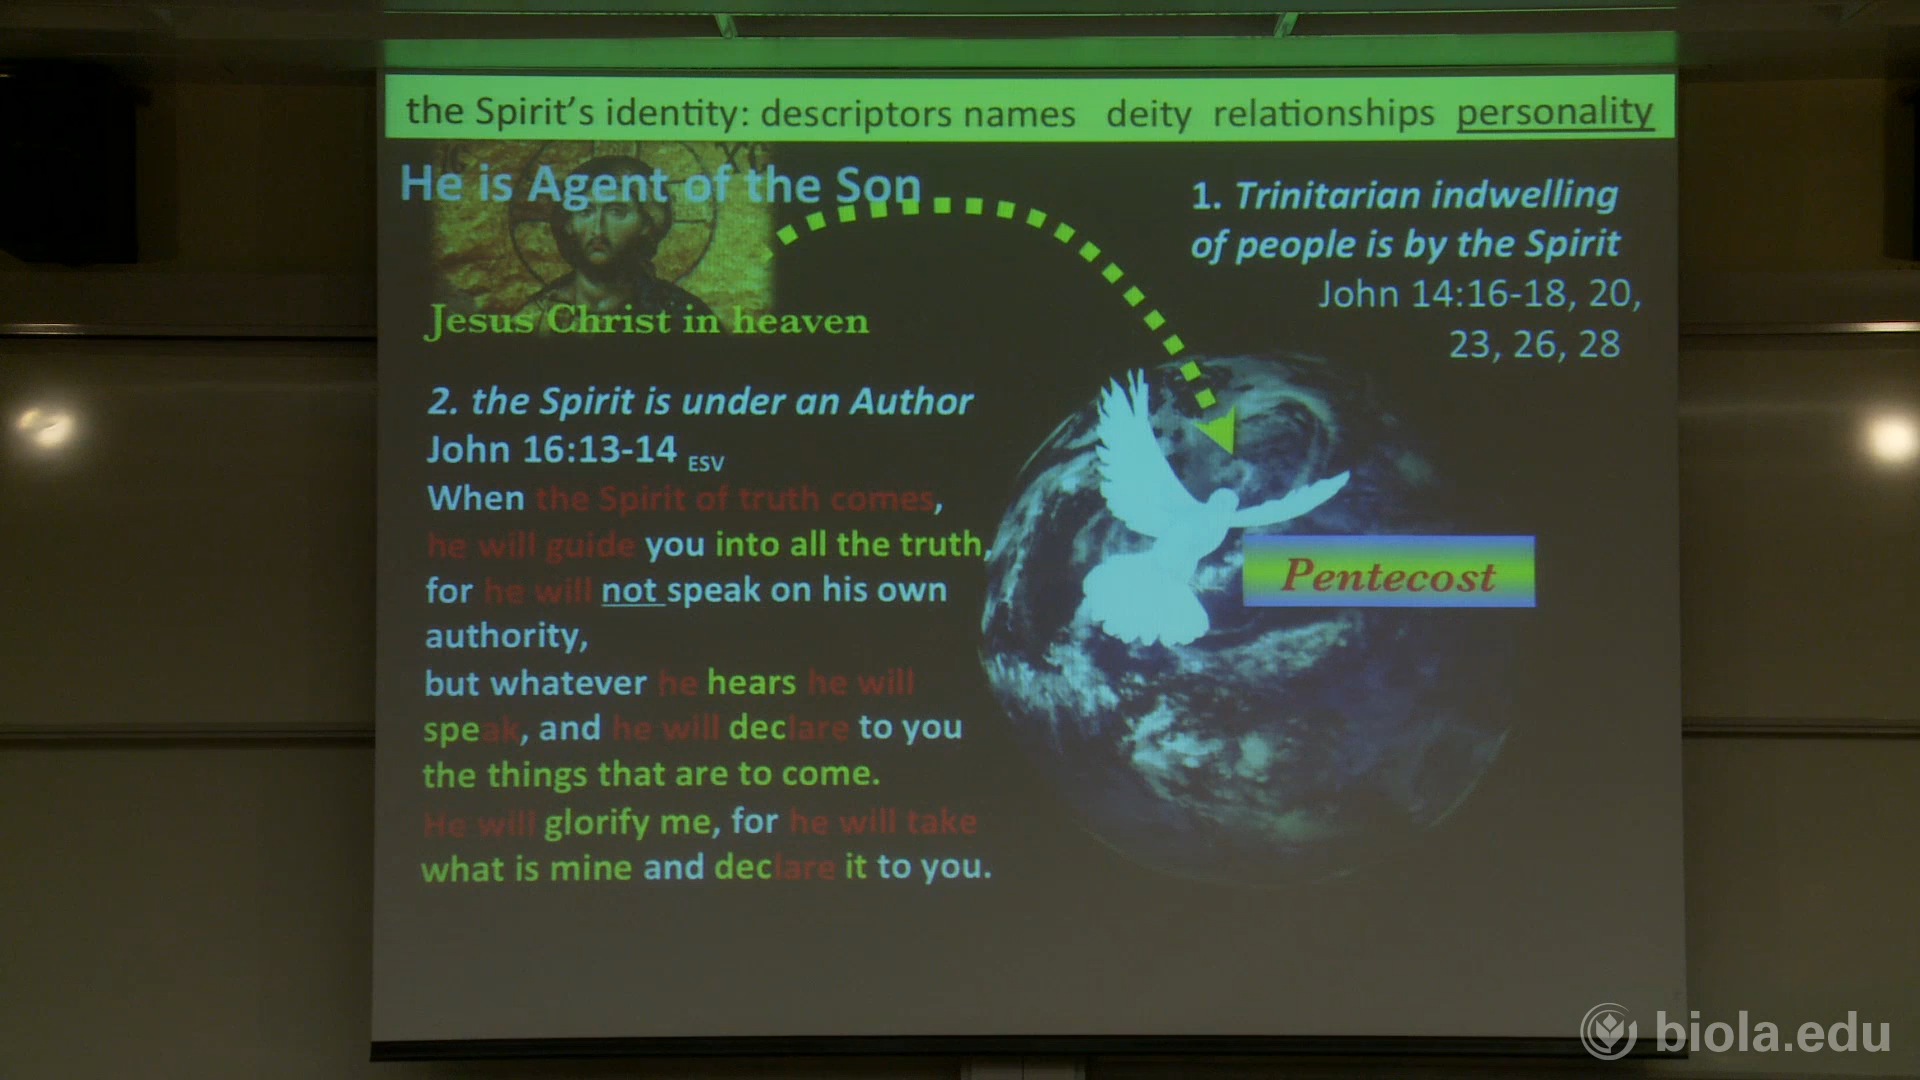 the Spirit's identity: descriptors names deity relationships personality
IC XC
He is Agent of the Son
Jesus Christ in heaven
1. Trinitarian indwelling
of people is by the Spirit
John 14:16-18, 20,
23, 26, 28
2. the Spirit is under an Author
John 16:13-14 ESV
When the Spirit of truth comes,
he will guide you into all the truth,
for he will not speak on his own
authority,
but whatever he hears he will
speak, and he will declare to you
the things that are to come.
He will glorify me, for he will take
what is mine and declare it to you.
Pentecost
biola.edu